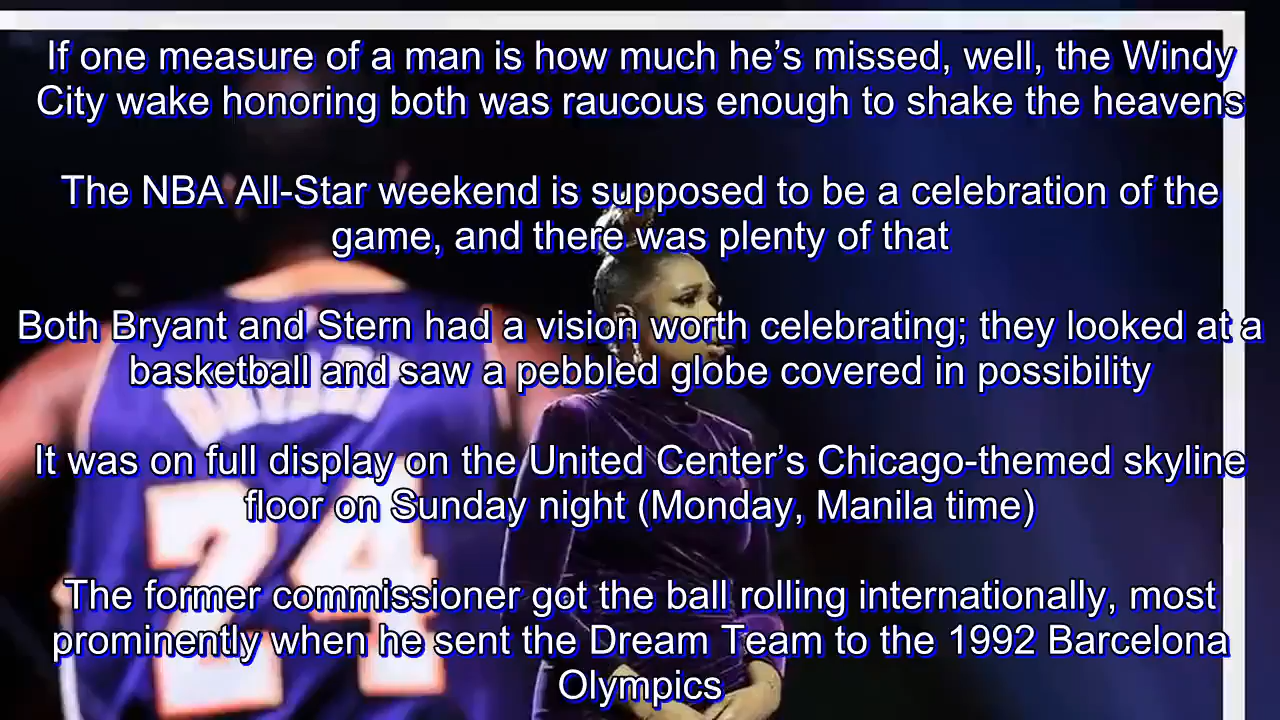 If one measure of a man is how much he’s missed, well, the Windy
City wake honoring both was raucous enough to shake the heavens
The NBA All-Star weekend is supposed to be a celebration of the
game, and there was plenty of that
Both Bryant and Stern had a vision worth celebrating; they looked at a
basketball and saw a pebbled globe covered in possibility
It was on full display on the United Center’s Chicago-themed skyline
floor on Sunday night (Monday, Manila time)
The former commissioner got the ball rolling internationally, most
prominently when he sent the Dream Team to the 1992 Barcelona
Olympics
24